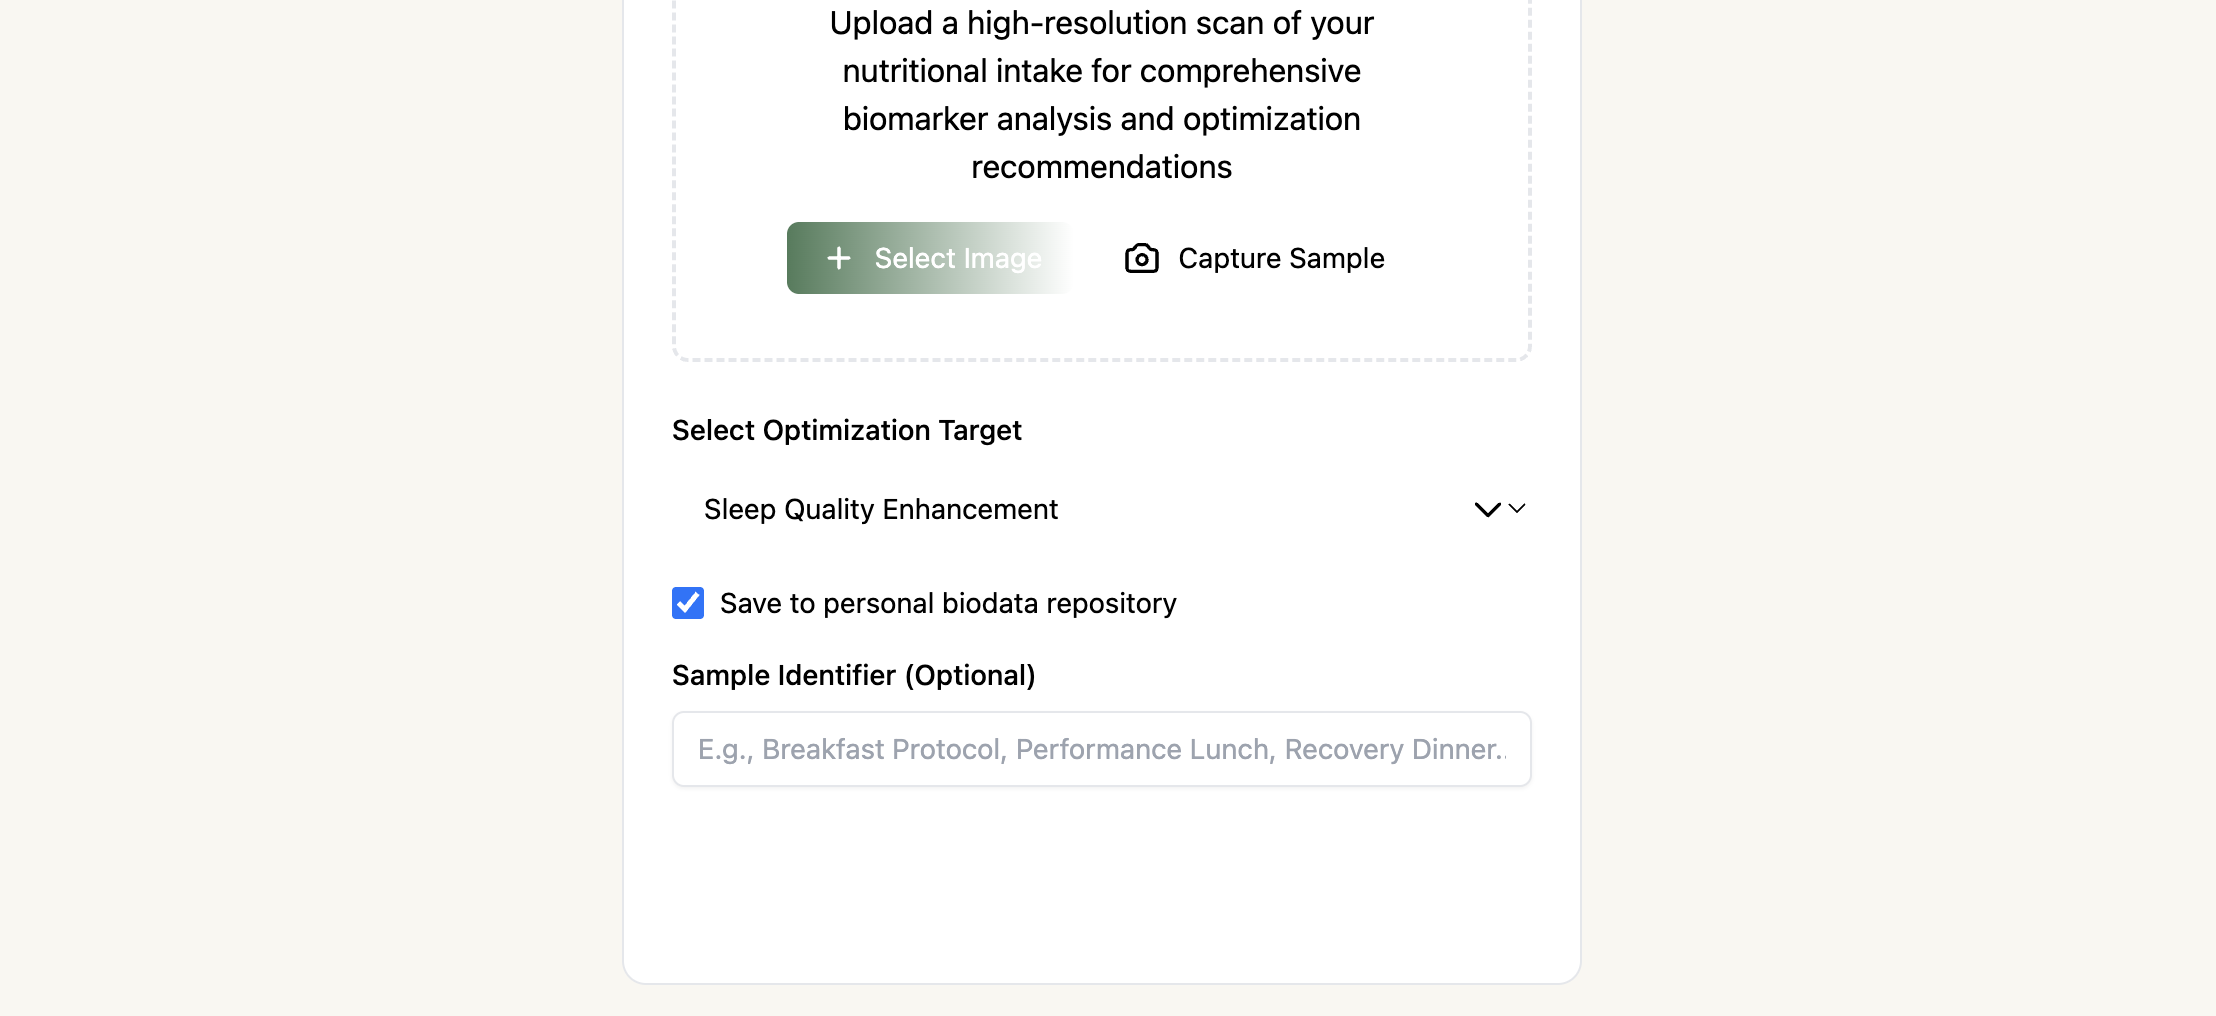 Upload a high-resolution scan of your
nutritional intake for comprehensive
biomarker analysis and optimization
recommendations
Select Image
Capture Sample
Select Optimization Target
Sleep Quality Enhancement
Save to personal biodata repository
Sample Identifier (Optional)
E.g., Breakfast Protocol, Performance Lunch, Recovery Dinner..